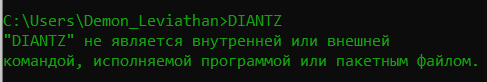 C:\Users\Demon_Leviathan>DIANTZ
"DIANTZ" не является внутренней или внешней
командой, исполняемой программой или пакетным файлом.